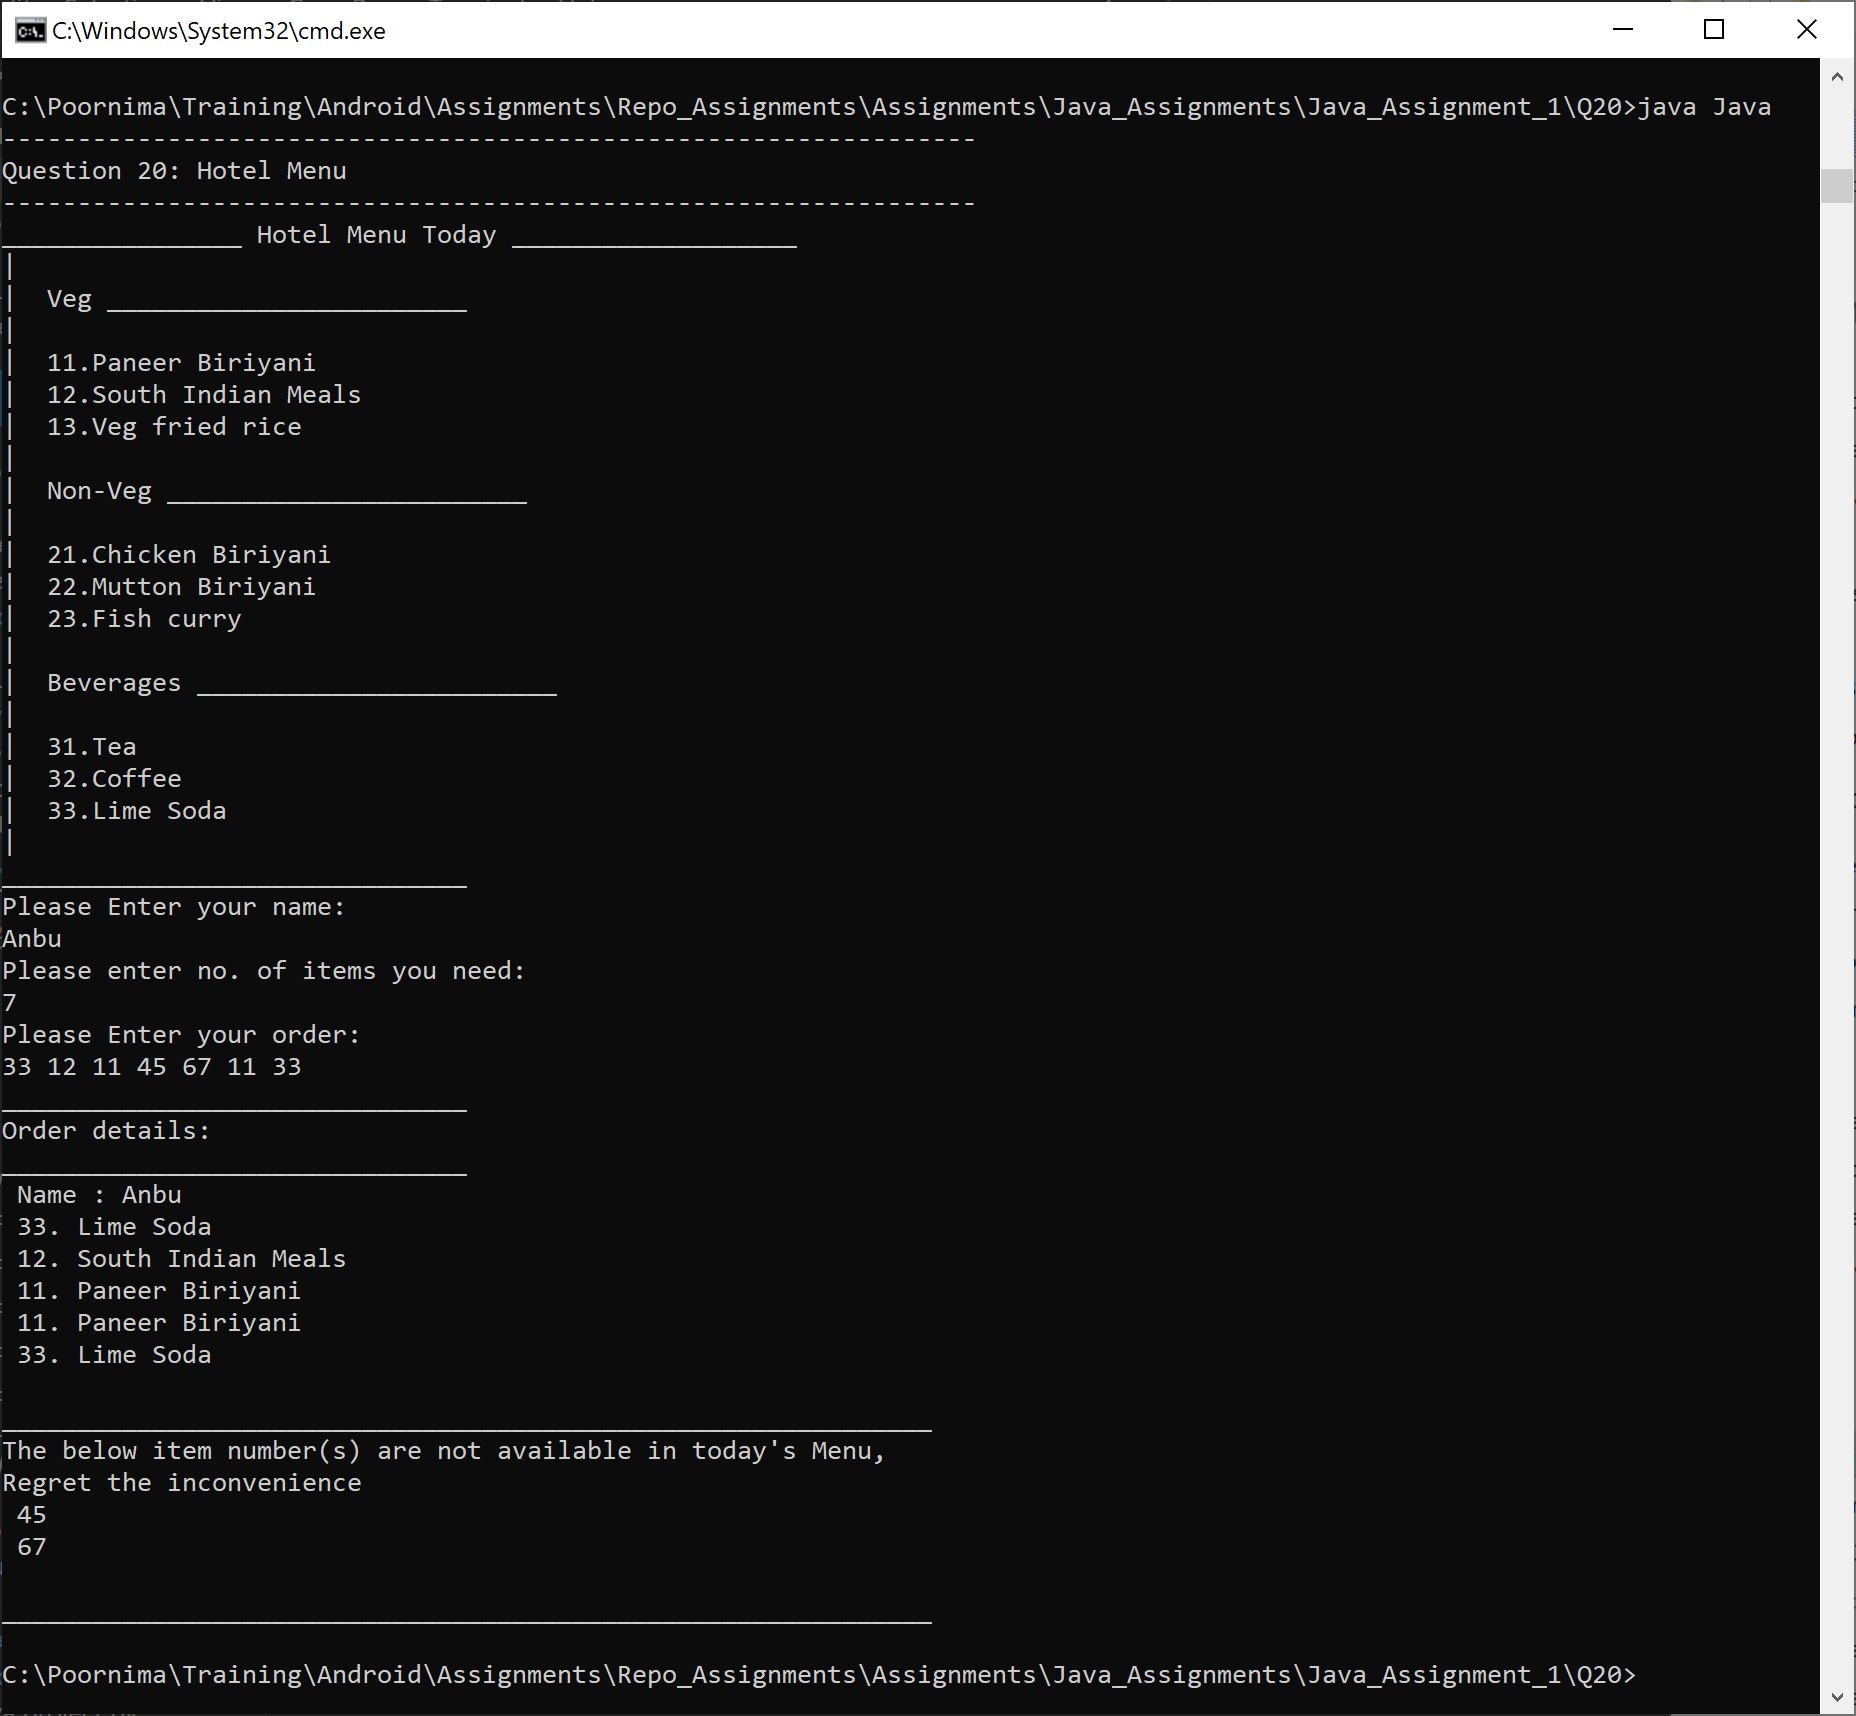 C:\Windows\System32\cmd.exe
C:\Poornima\Training\Android\Assignments\Repo_Assignments\Assignments\Java_Assignments\Java_Assignment_1\Q20>java Java
-----------------------------------------------------------------
Question 20: Hotel Menu
-----------------------------------------------------------------
________________ Hotel Menu Today ___________________
|
|  Veg ________________________
|
|  11.Paneer Biriyani
|  12.South Indian Meals
|  13.Veg fried rice
|
|  Non-Veg ________________________
|
|  21.Chicken Biriyani
|  22.Mutton Biriyani
|  23.Fish curry
|
|  Beverages ________________________
|
|  31.Tea
|  32.Coffee
|  33.Lime Soda
|
_______________________________
Please Enter your name:
Anbu
Please enter no. of items you need:
7
Please Enter your order:
33 12 11 45 67 11 33
_______________________________
Order details:
_______________________________
 Name : Anbu
 33. Lime Soda
 12. South Indian Meals
 11. Paneer Biriyani
 11. Paneer Biriyani
 33. Lime Soda
______________________________________________________________
The below item number(s) are not available in today's Menu,
Regret the inconvenience
 45
 67
______________________________________________________________
C:\Poornima\Training\Android\Assignments\Repo_Assignments\Assignments\Java_Assignments\Java_Assignment_1\Q20>